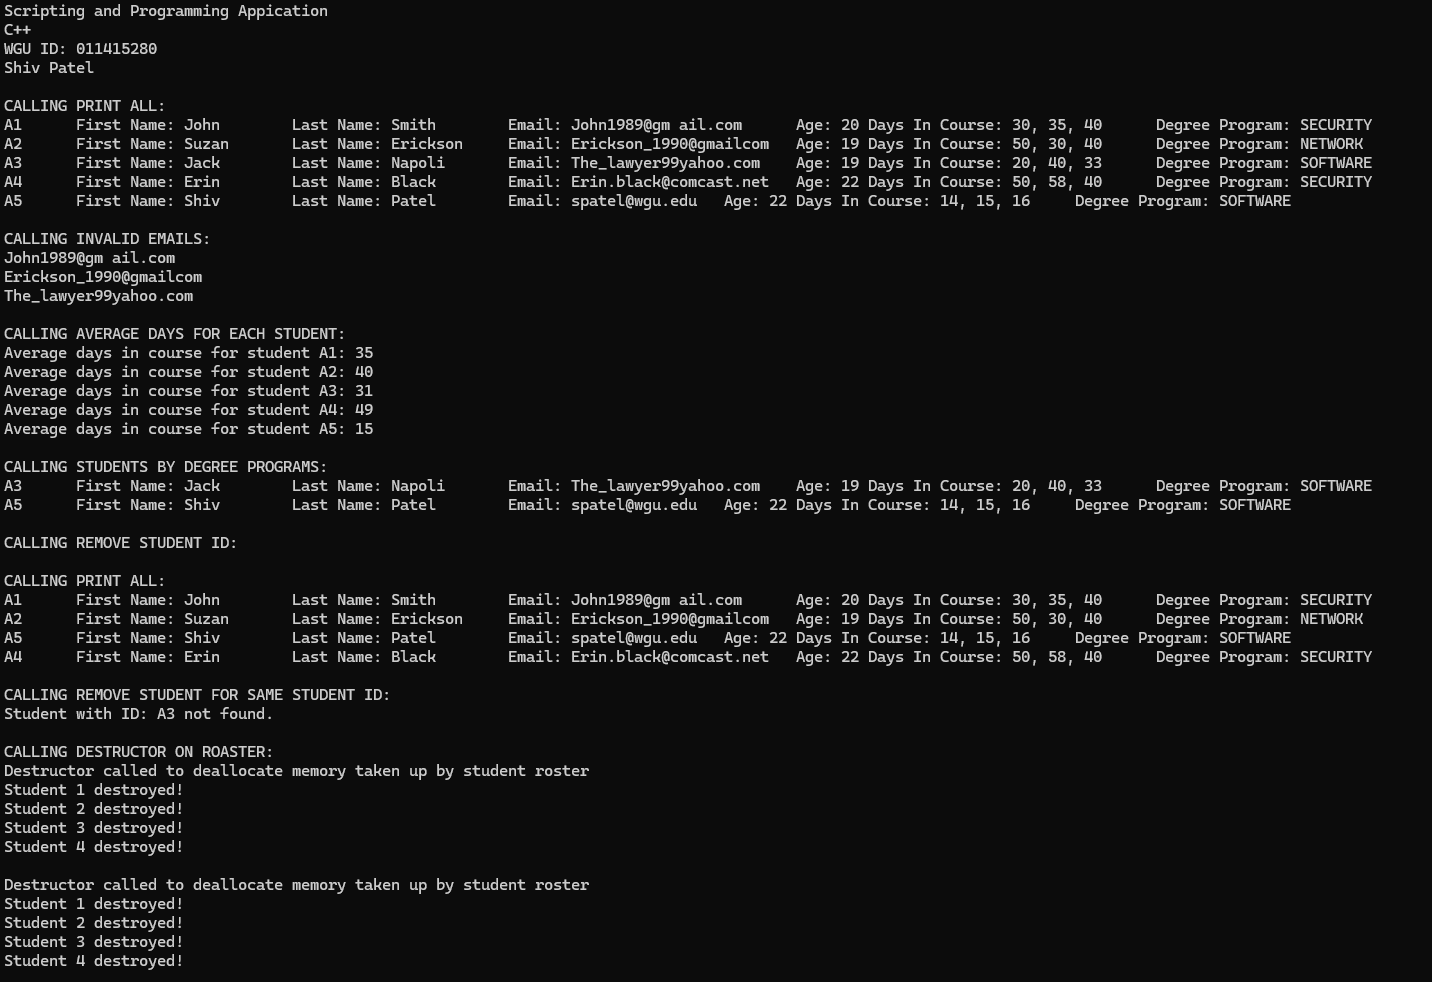 Scripting and Programming Appication
C++
WGU ID: 011415280
Shiv Patel
CALLING PRINT ALL:
A1 First Name: John Last Name: Smith Email: John1989@gm ail.com Age: 20 Days In Course: 30, 35, 40 Degree Program: SECURITY
A2 First Name: Suzan Last Name: Erickson Email: Erickson_1990@gmailcom Age: 19 Days In Course: 50, 30, 40 Degree Program: NETWORK
A3 First Name: Jack Last Name: Napoli Email: The_lawyer99yahoo.com Age: 19 Days In Course: 20, 40, 33 Degree Program: SOFTWARE
A4 First Name: Erin Last Name: Black Email: Erin.black@comcast.net Age: 22 Days In Course: 50, 58, 40 Degree Program: SECURITY
A5 First Name: Shiv Last Name: Patel Email: spatel@wgu.edu Age: 22 Days In Course: 14, 15, 16 Degree Program: SOFTWARE
CALLING INVALID EMAILS:
John1989@gm ail.com
Erickson_1990@gmailcom
The_lawyer99yahoo.com
CALLING AVERAGE DAYS FOR EACH STUDENT:
Average days in course for student A1: 35
Average days in course for student A2: 40
Average days in course for student A3: 31
Average days in course for student A4: 49
Average days in course for student A5: 15
CALLING STUDENTS BY DEGREE PROGRAMS:
A3 First Name: Jack Last Name: Napoli Email: The_lawyer99yahoo.com Age: 19 Days In Course: 20, 40, 33 Degree Program: SOFTWARE
A5 First Name: Shiv Last Name: Patel Email: spatel@wgu.edu Age: 22 Days In Course: 14, 15, 16 Degree Program: SOFTWARE
CALLING REMOVE STUDENT ID:
CALLING PRINT ALL:
A1 First Name: John Last Name: Smith Email: John1989@gm ail.com Age: 20 Days In Course: 30, 35, 40 Degree Program: SECURITY
A2 First Name: Suzan Last Name: Erickson Email: Erickson_1990@gmailcom Age: 19 Days In Course: 50, 30, 40 Degree Program: NETWORK
A5 First Name: Shiv Last Name: Patel Email: spatel@wgu.edu Age: 22 Days In Course: 14, 15, 16 Degree Program: SOFTWARE
A4 First Name: Erin Last Name: Black Email: Erin.black@comcast.net Age: 22 Days In Course: 50, 58, 40 Degree Program: SECURITY
CALLING REMOVE STUDENT FOR SAME STUDENT ID:
Student with ID: A3 not found.
CALLING DESTRUCTOR ON ROASTER:
Destructor called to deallocate memory taken up by student roster
Student 1 destroyed!
Student 2 destroyed!
Student 3 destroyed!
Student 4 destroyed!
Destructor called to deallocate memory taken up by student roster
Student 1 destroyed!
Student 2 destroyed!
Student 3 destroyed!
Student 4 destroyed!